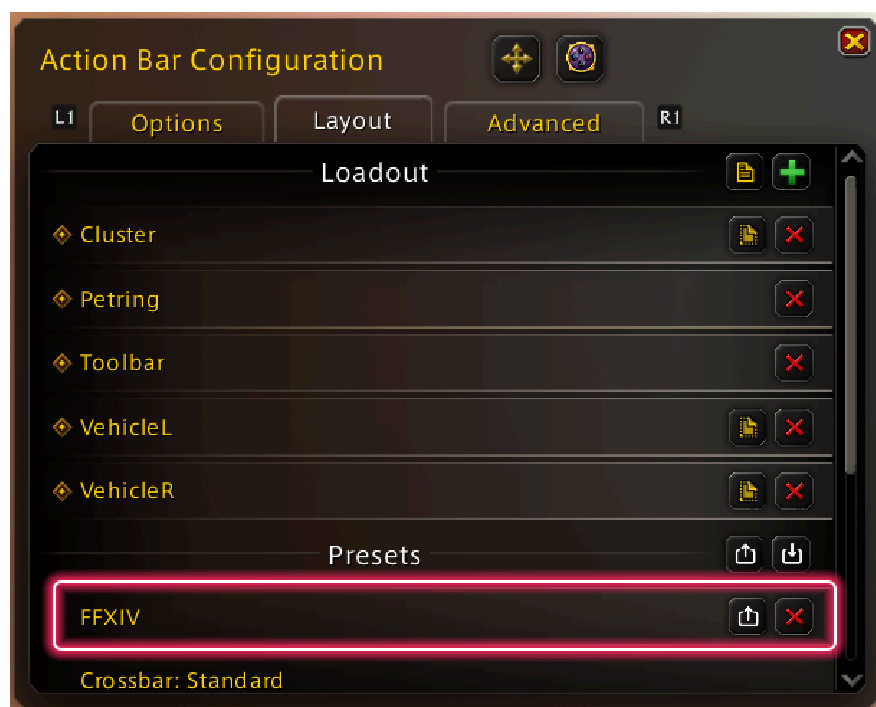 Action Bar Configuration
L1 Options Layout Advanced R1
Loadout
Cluster
Petring
Toolbar
VehicleL
VehicleR
Presets
FFXIV
Crossbar: Standard